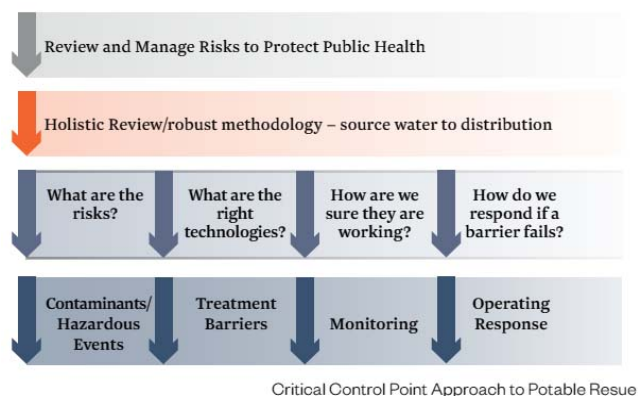 Review and Manage Risks to Protect Public Health
Holistic Review/robust methodology – source water to distribution
What are the
risks?
What are the
right
technologies?
How are we
sure they are
working?
How do we
respond if a
barrier fails?
Contaminants/
Hazardous
Events
Treatment
Barriers
Monitoring
Operating
Response
Critical Control Point Approach to Potable Resue